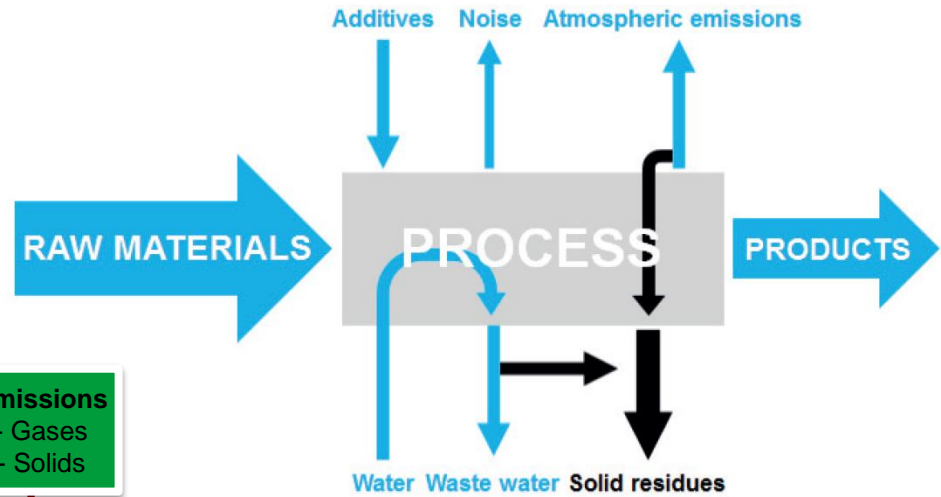 Additives Noise Atmospheric emissions
RAW MATERIALS
PROCESS
PRODUCTS
- Gases
- Solids
Water Waste water Solid residues